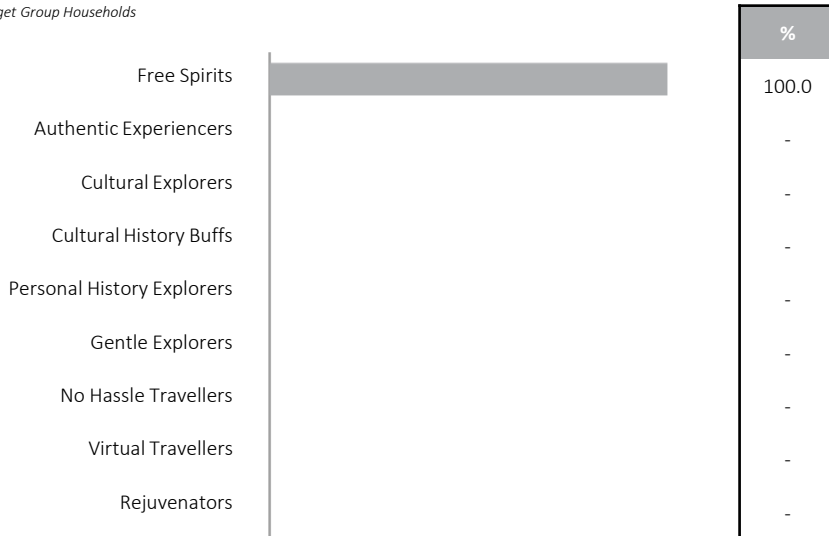 get Group Households
%
Free Spirits 100.0
Authentic Experiencers -
Cultural Explorers -
Cultural History Buffs -
Personal History Explorers -
Gentle Explorers -
No Hassle Travellers -
Virtual Travellers -
Rejuvenators -